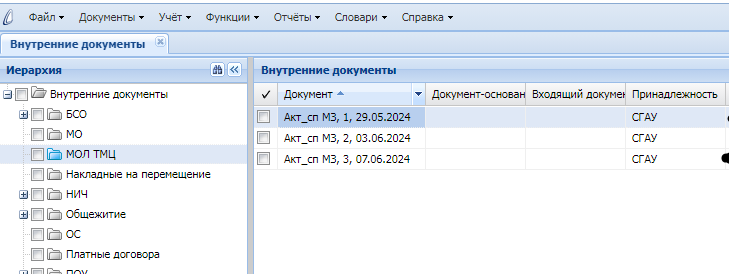 Файл Документы Учёт Функции Отчёты Словари Справка
Внутренние документы
Иерархия
Внутренние документы
БСО
МО
МОЛ ТМЦ
Накладные на перемещение
НИЧ
Общежитие
ОС
Платные договора
ПОУ
Внутренние документы
Документ Документ-основан Входящий докумен Принадлежность
Акт_сп МЗ, 1, 29.05.2024 СГАУ
Акт_сп МЗ, 2, 03.06.2024 СГАУ
Акт_сп МЗ, 3, 07.06.2024 СГАУ